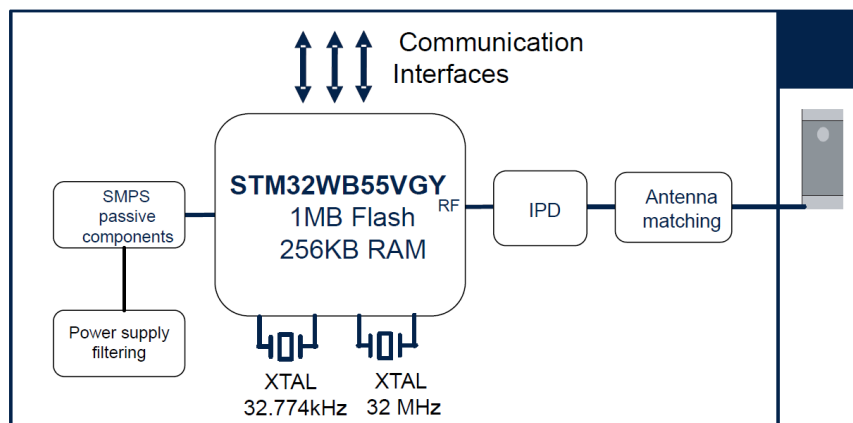 Communication
Interfaces
STM32WB55VGY
RF
1MB Flash
256KB RAM
SMPS
passive
components
IPD
Antenna
matching
Power supply
filtering
XTAL
32.774kHz
XTAL
32 MHz